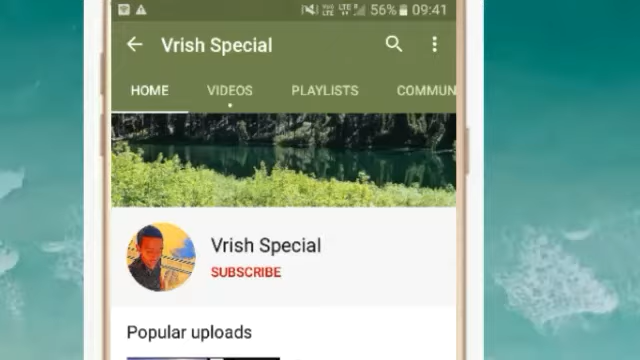 56% 09:41
Vrish Special
HOME VIDEOS PLAYLISTS COMMUN
Vrish Special
SUBSCRIBE
Popular uploads